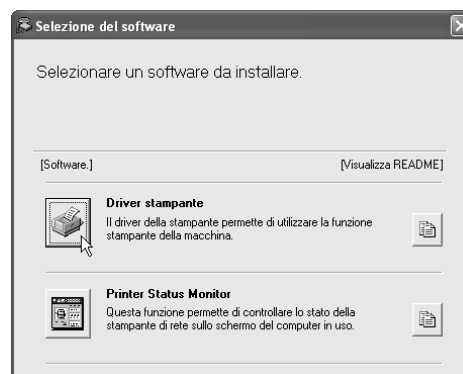 Selezione del software
Selezionare un software da installare.
[Software.] [Visualizza README]
Driver stampante
Il driver della stampante permette di utilizzare la funzione
stampante della macchina.
Printer Status Monitor
Questa funzione permette di controllare lo stato della
stampante di rete sullo schermo del computer in uso.